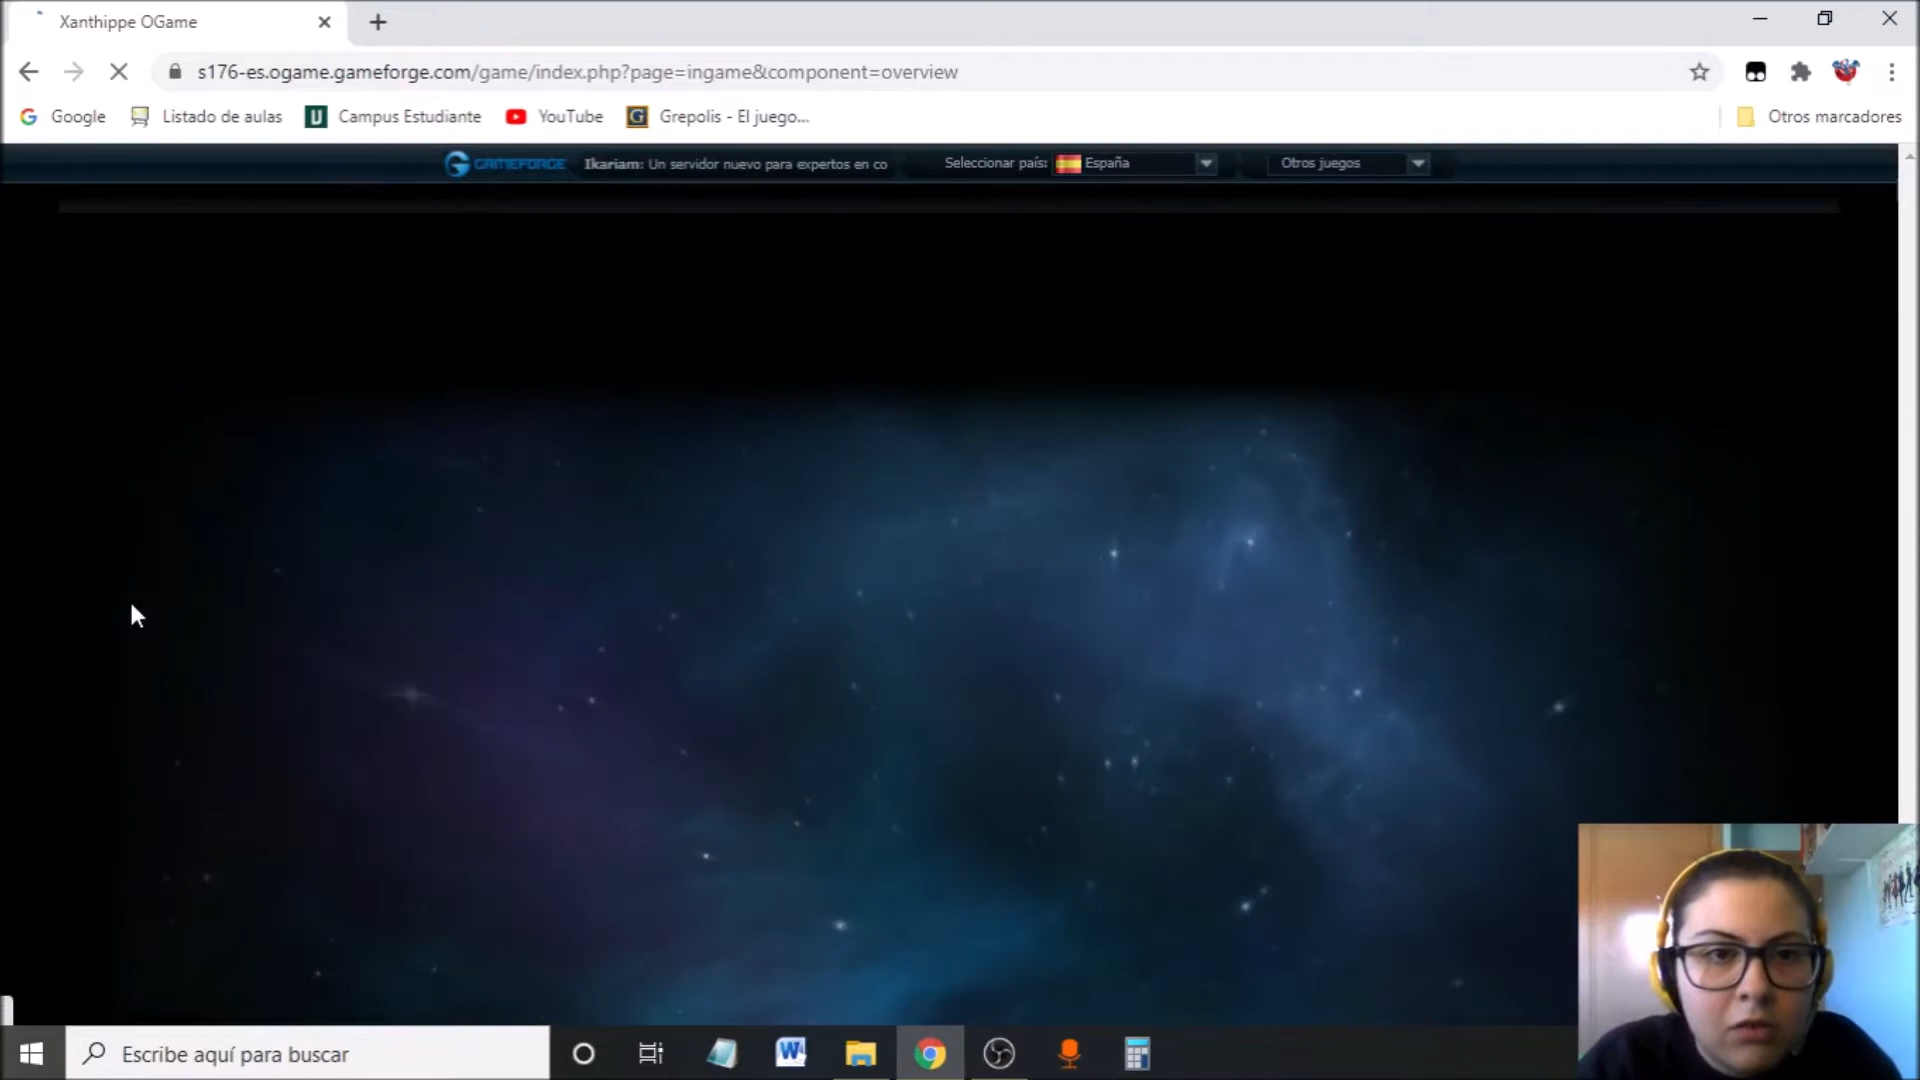 Xanthippe OGame
s176-es.ogame.gameforge.com/game/index.php?page=ingame&component=overview
Google Listado de aulas Campus Estudiante YouTube Grepolis - El juego... Otros marcadores
GAMEFORGE Ikariam: Un servidor nuevo para expertos en co Seleccionar país: España Otros juegos
Escribe aquí para buscar